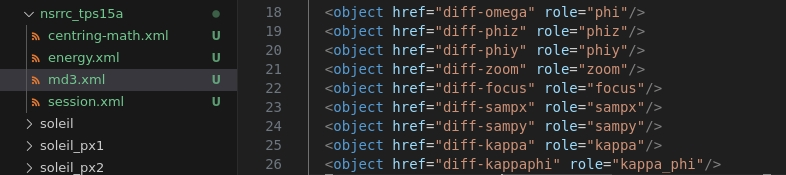 nsrrc_tps15a
centring-math.xml U
energy.xml U
md3.xml U
session.xml U
soleil
soleil_px1
soleil_px2
18 <object href="diff-omega" role="phi"/>
19 <object href="diff-phiz" role="phiz"/>
20 <object href="diff-phiy" role="phiy"/>
21 <object href="diff-zoom" role="zoom"/>
22 <object href="diff-focus" role="focus"/>
23 <object href="diff-sampx" role="sampx"/>
24 <object href="diff-sampy" role="sampy"/>
25 <object href="diff-kappa" role="kappa"/>
26 <object href="diff-kappaphi" role="kappa_phi"/>